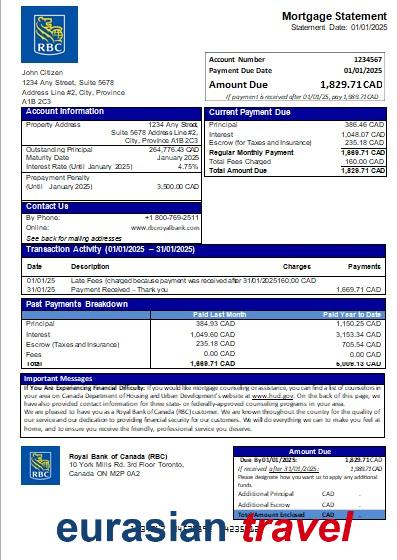 RBC
Mortgage Statement
Statement Date: 01/01/2025
Account Number 1234567
Payment Due Date 01/01/2025
Amount Due 1,829.71CAD
If payment is received after 01/01/25, pay 1,989.71CAD
John Citizen
1234 Any Street, Suite 5678
Address Line #2, City, Province
A1B 2C3
Account Information
Property Address 1234 Any Street,
Suite 5678 Address Line #2,
City, Province A1B 2C3
Outstanding Principal 264,776.43 CAD
Maturity Date January 2025
Interest Rate (Until January 2025) 4.75%
Prepayment Penalty
(Until January 2025) 3,500.00 CAD
Contact Us
By Phone: +1 800-769-2511
Online: www.rbcroyalbank.com
See back for mailing addresses
Current Payment Due
Principal 386.46 CAD
Interest 1,048.07 CAD
Escrow (for Taxes and Insurance) 235.18 CAD
Regular Monthly Payment 1,669.71 CAD
Total Fees Charged 160.00 CAD
Total Amount Due 1,829.71 CAD
Transaction Activity (01/01/2025 – 31/01/2025)
Date Description Charges Payments
01/01/25 Late Fees (charged because payment was received after 31/01/2025160,00 CAD
31/01/25 Payment Received – Thank you 1,669.71 CAD
Past Payments Breakdown
Paid Last Month Paid Year to Date
Principal 384.93 CAD 1,150.25 CAD
Interest 1,049.60 CAD 3,153.34 CAD
Escrow (Taxes and Insurance) 235.18 CAD 705.54 CAD
Fees 0.00 CAD 0.00 CAD
Total 1,669.71 CAD 5,009.13 CAD
Important Messages
If You Are Experiencing Financial Difficulty: If you would like mortgage counseling or assistance, you can find a list of counselors in
your area on Canada Department of Housing and Urban Development's website at www.hud.gov. On the back of this page, we
have also provided contact information for three state- or federally-approved counseling programs in your area.
We are pleased to have you as Royal Bank of Canada (RBC) customer. We are known throughout the country for the quality of
our service and our dedication to providing financial security for our customers. We will do everything we can to make you feel at
home, and to ensure you receive the friendly, professional service you deserve.
RBC
Royal Bank of Canada (RBC)
10 York Mills Rd. 3rd Floor Toronto,
Canada ON M2P 0A2
Amount Due
Due By 01/01/2025: 1,829.71CAD
If received after 31/01/2025: 1,989.71CAD
Please designate how you want us to apply any additional
funds.
Additional Principal CAD
Additional Escrow CAD
Total Amount Enclosed CAD
eurasian-travel